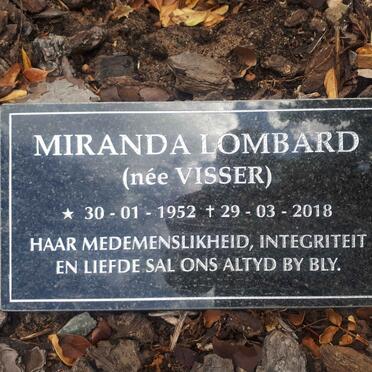 MIRANDA LOMBARD
(née VISSER)
★ 30 - 01 - 1952 ✝ 29 - 03 - 2018
HAAR MEDEMENSLIKHEID, INTEGRITEIT
EN LIEFDE SAL ONS ALTYD BY BLY.